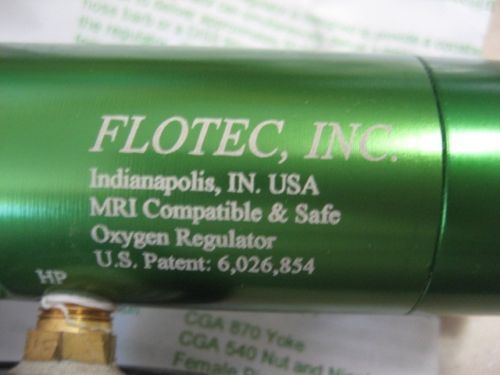 FLOTEC, INC.
Indianapolis, IN. USA
MRI Compatible & Safe
Oxygen Regulator
U.S. Patent: 6,026,854
HP
CGA 870 Yoke
CGA 540 Nut and
Female